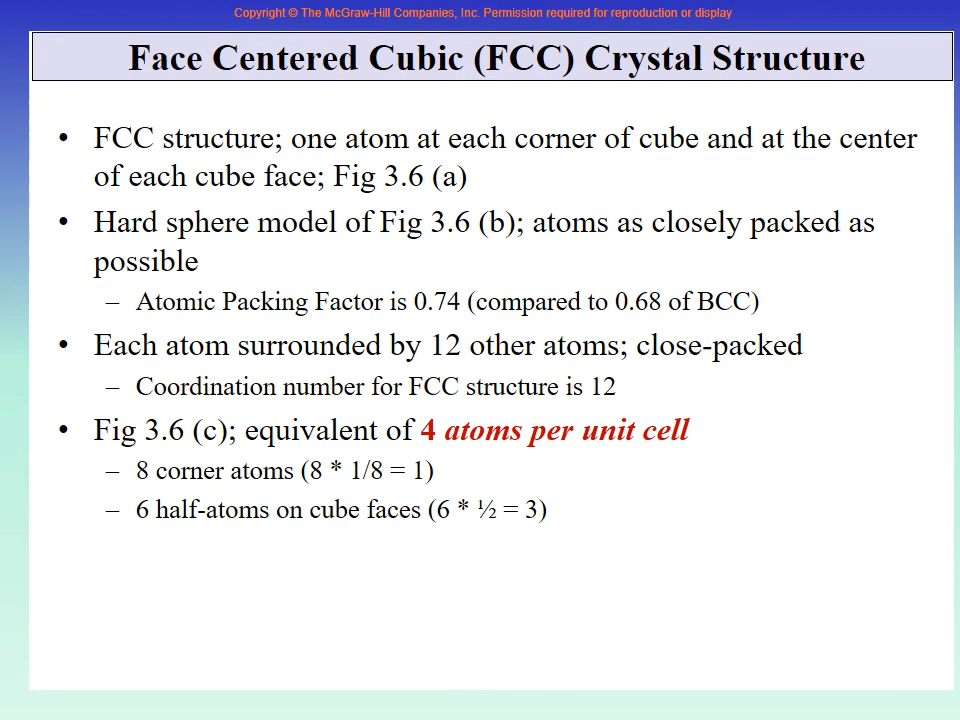 Copyright © The McGraw-Hill Companies, Inc. Permission required for reproduction or display
Face Centered Cubic (FCC) Crystal Structure
• FCC structure; one atom at each corner of cube and at the center
of each cube face; Fig 3.6 (a)
• Hard sphere model of Fig 3.6 (b); atoms as closely packed as
possible
– Atomic Packing Factor is 0.74 (compared to 0.68 of BCC)
• Each atom surrounded by 12 other atoms; close-packed
– Coordination number for FCC structure is 12
• Fig 3.6 (c); equivalent of 4 atoms per unit cell
– 8 corner atoms (8 * 1/8 = 1)
– 6 half-atoms on cube faces (6 * ½ = 3)